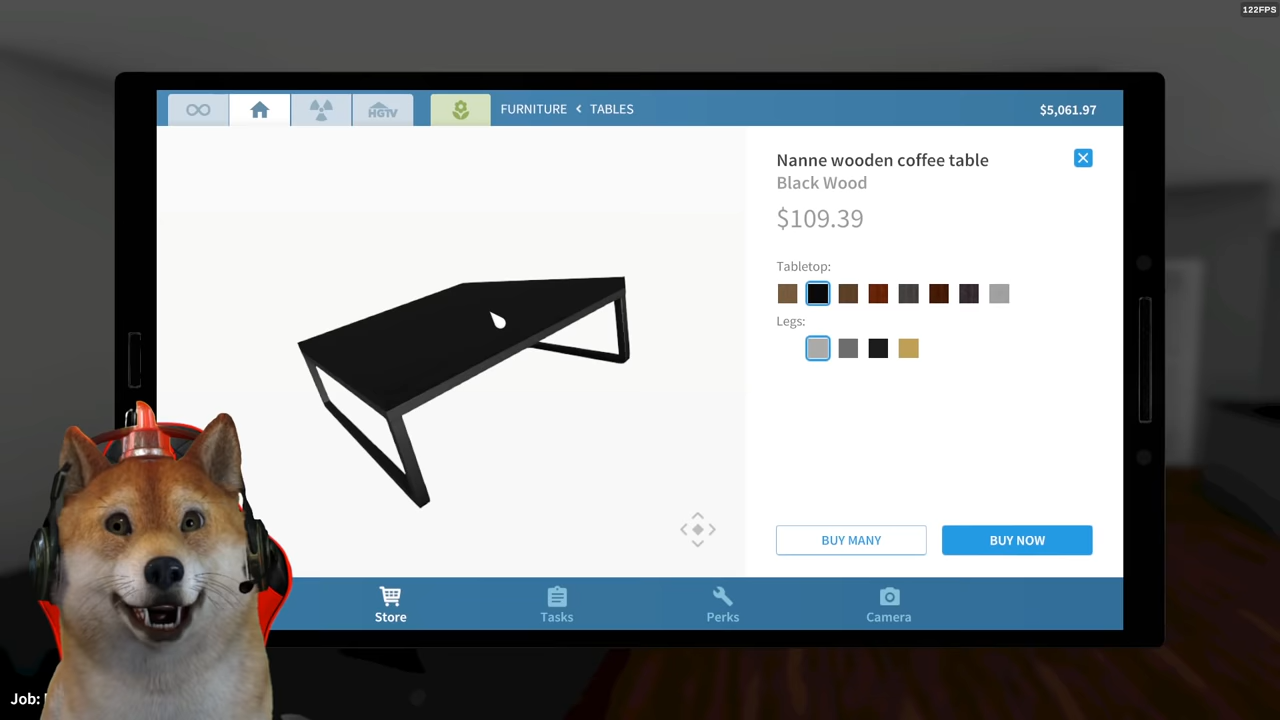 122FPS
HGTV
FURNITURE < TABLES
$5,061.97
Nanne wooden coffee table
Black Wood
$109.39
Tabletop:
Legs:
BUY MANY
BUY NOW
Store
Tasks
Perks
Camera
Job: